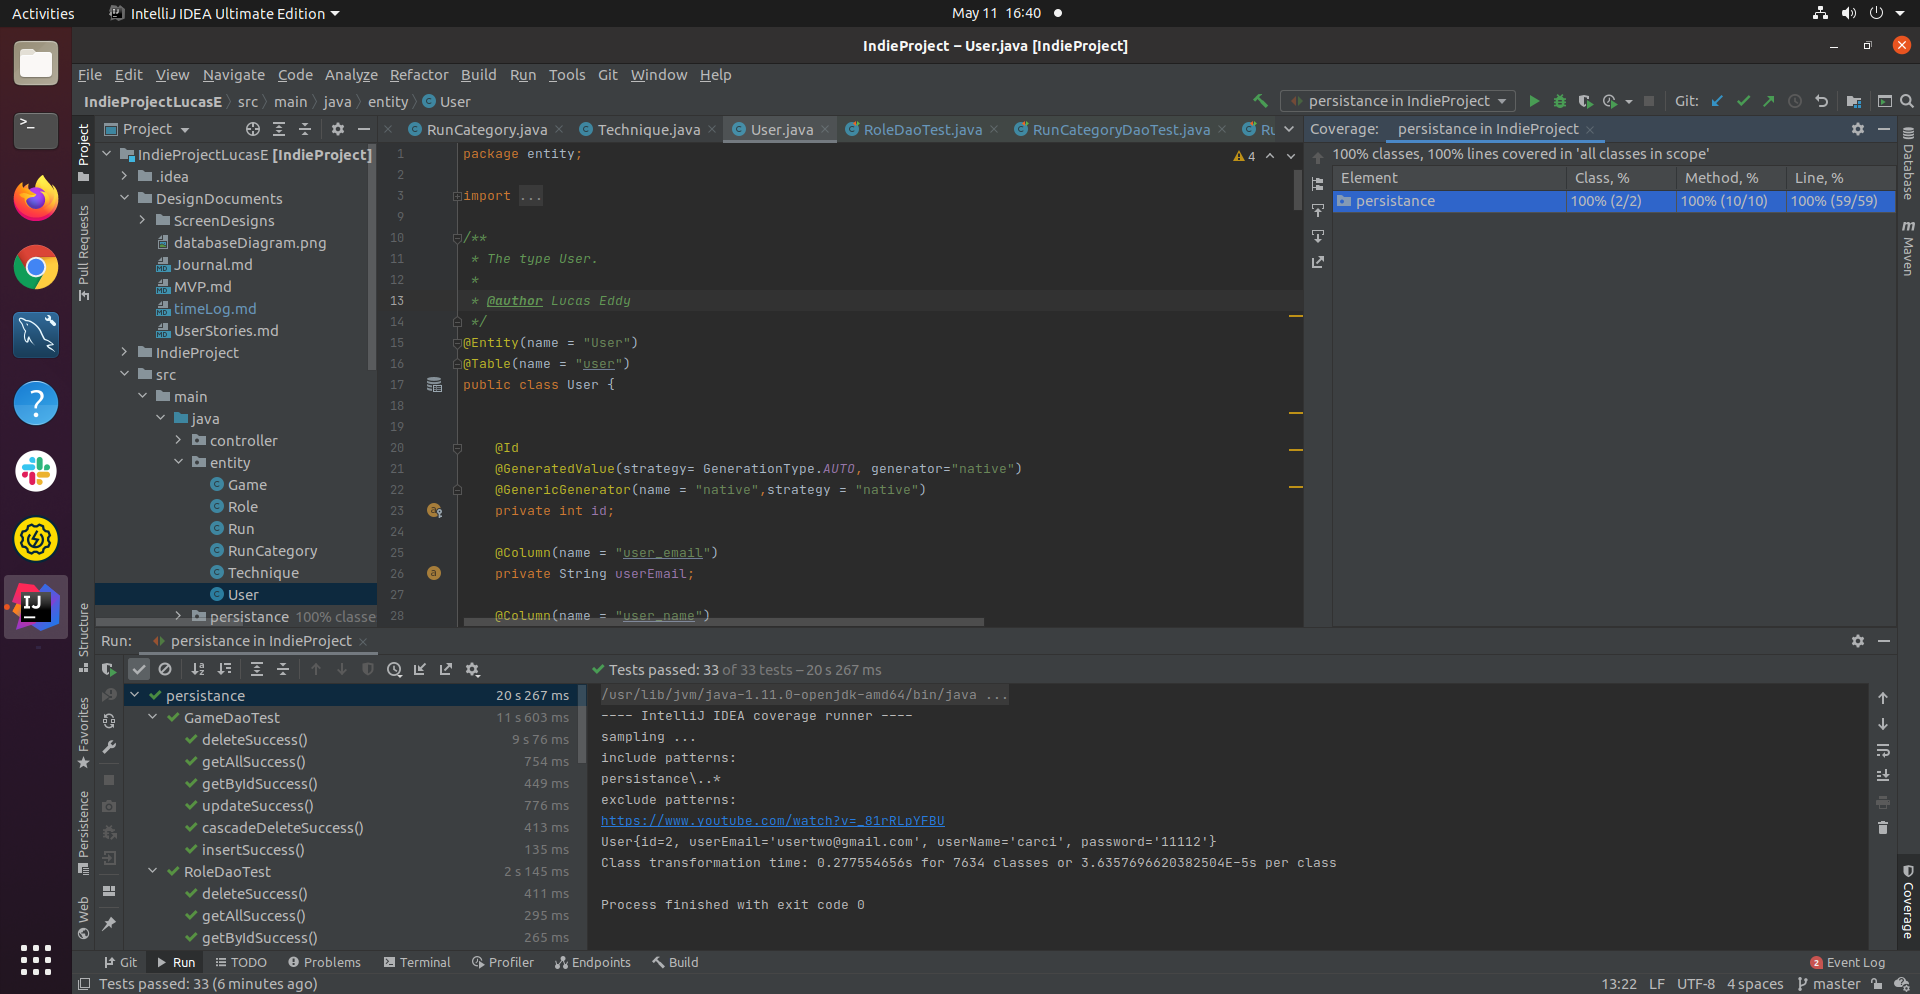 Activities IntelliJ IDEA Ultimate Edition May 11 16:40
IndieProject – User.java [IndieProject]
File Edit View Navigate Code Analyze Refactor Build Run Tools Git Window Help
IndieProjectLucasE src main java entity User persistance in IndieProject Git:
Project RunCategory.java Technique.java User.java RoleDaoTest.java RunCategoryDaoTest.java Ru Coverage: persistance in IndieProject
Project
Pull Requests
Structure
Favorites
Persistence
Web
IndieProjectLucasE [IndieProject]
.idea
DesignDocuments
ScreenDesigns
databaseDiagram.png
Journal.md
MVP.md
timeLog.md
UserStories.md
IndieProject
src
main
java
controller
entity
Game
Role
Run
RunCategory
Technique
User
persistance 100% classe
4
1 package entity;
2
3 import ...
9
10 /**
11 * The type User.
12 *
13 * @author Lucas Eddy
14 */
15 @Entity(name = "User")
16 @Table(name = "user")
17 public class User {
18
19
20 @Id
21 @GeneratedValue(strategy= GenerationType.AUTO, generator="native")
22 @GenericGenerator(name = "native",strategy = "native")
23 private int id;
24
25 @Column(name = "user_email")
26 private String userEmail;
27
28 @Column(name = "user_name")
100% classes, 100% lines covered in 'all classes in scope'
Element Class, % Method, % Line, %
persistance 100% (2/2) 100% (10/10) 100% (59/59)
Database
Maven
Coverage
Run: persistance in IndieProject
Tests passed: 33 of 33 tests – 20 s 267 ms
persistance 20 s 267 ms
GameDaoTest 11 s 603 ms
deleteSuccess() 9 s 76 ms
getAllSuccess() 754 ms
getByIdSuccess() 449 ms
updateSuccess() 776 ms
cascadeDeleteSuccess() 413 ms
insertSuccess() 135 ms
RoleDaoTest 2 s 145 ms
deleteSuccess() 411 ms
getAllSuccess() 295 ms
getByIdSuccess() 265 ms
/usr/lib/jvm/java-1.11.0-openjdk-amd64/bin/java ...
---- IntelliJ IDEA coverage runner ----
sampling ...
include patterns:
persistance\..*
exclude patterns:
https://www.youtube.com/watch?v=_81rRLpYFBU
User{id=2, userEmail='usertwo@gmail.com', userName='carci', password='11112'}
Class transformation time: 0.277554656s for 7634 classes or 3.6357696620382504E-5s per class
Process finished with exit code 0
Git Run TODO Problems Terminal Profiler Endpoints Build 2 Event Log
Tests passed: 33 (6 minutes ago) 13:22 LF UTF-8 4 spaces master